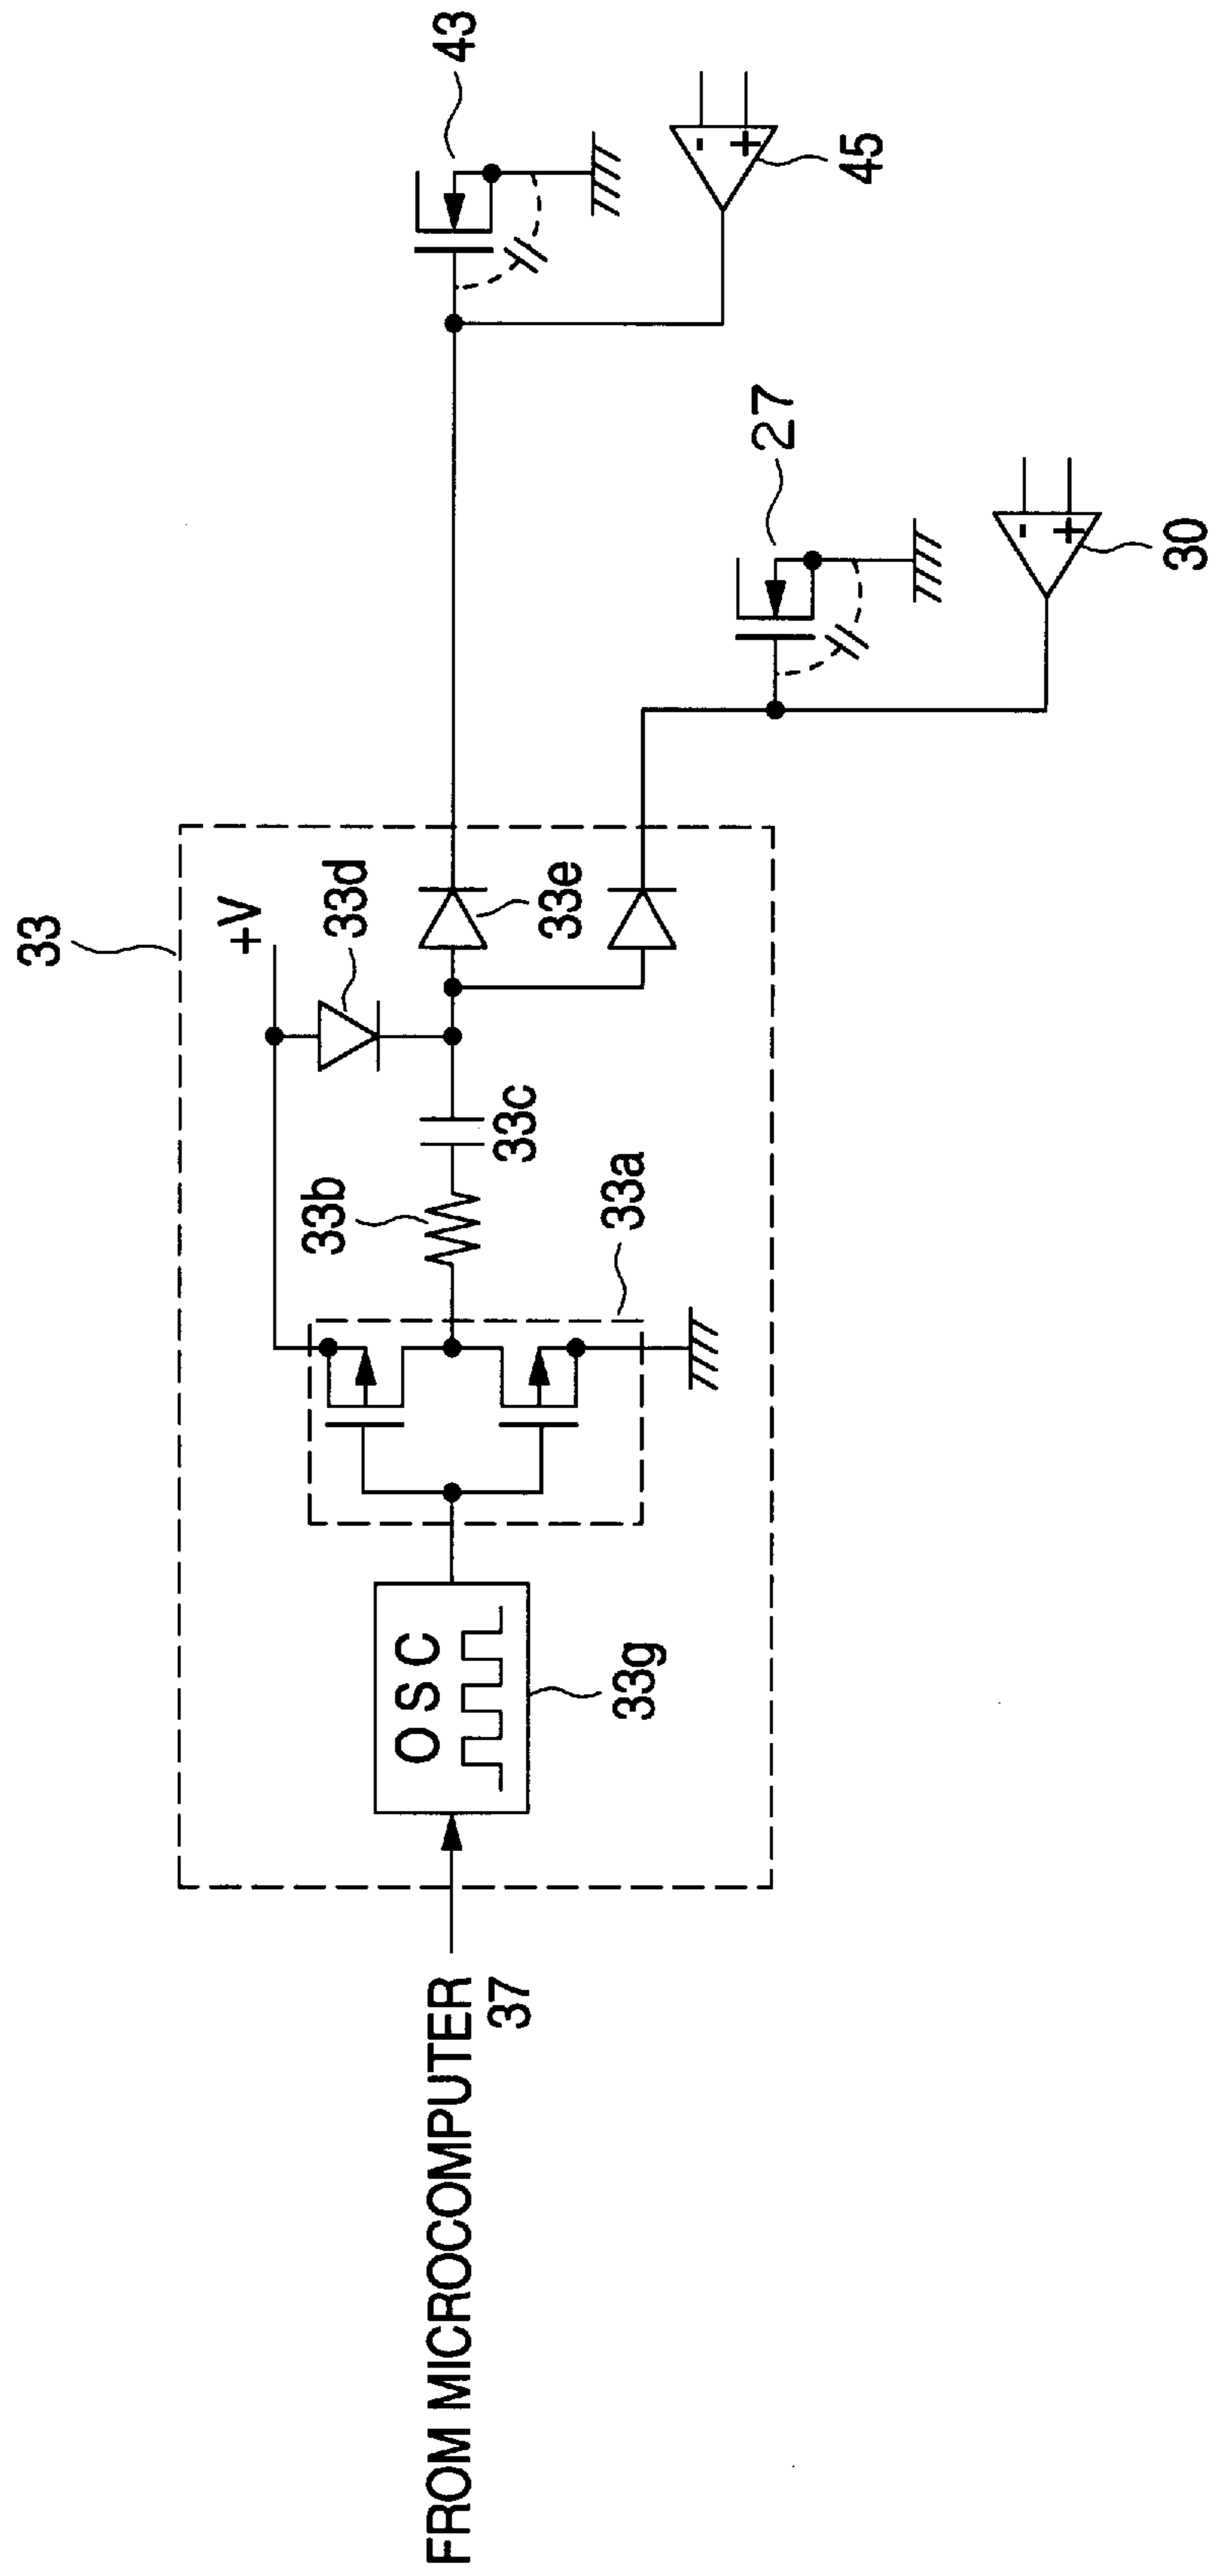 33
+V
33d
33e
33c
33b
33a
OSC
33g
FROM MICROCOMPUTER
37
43
-
+
45
27
-
+
30